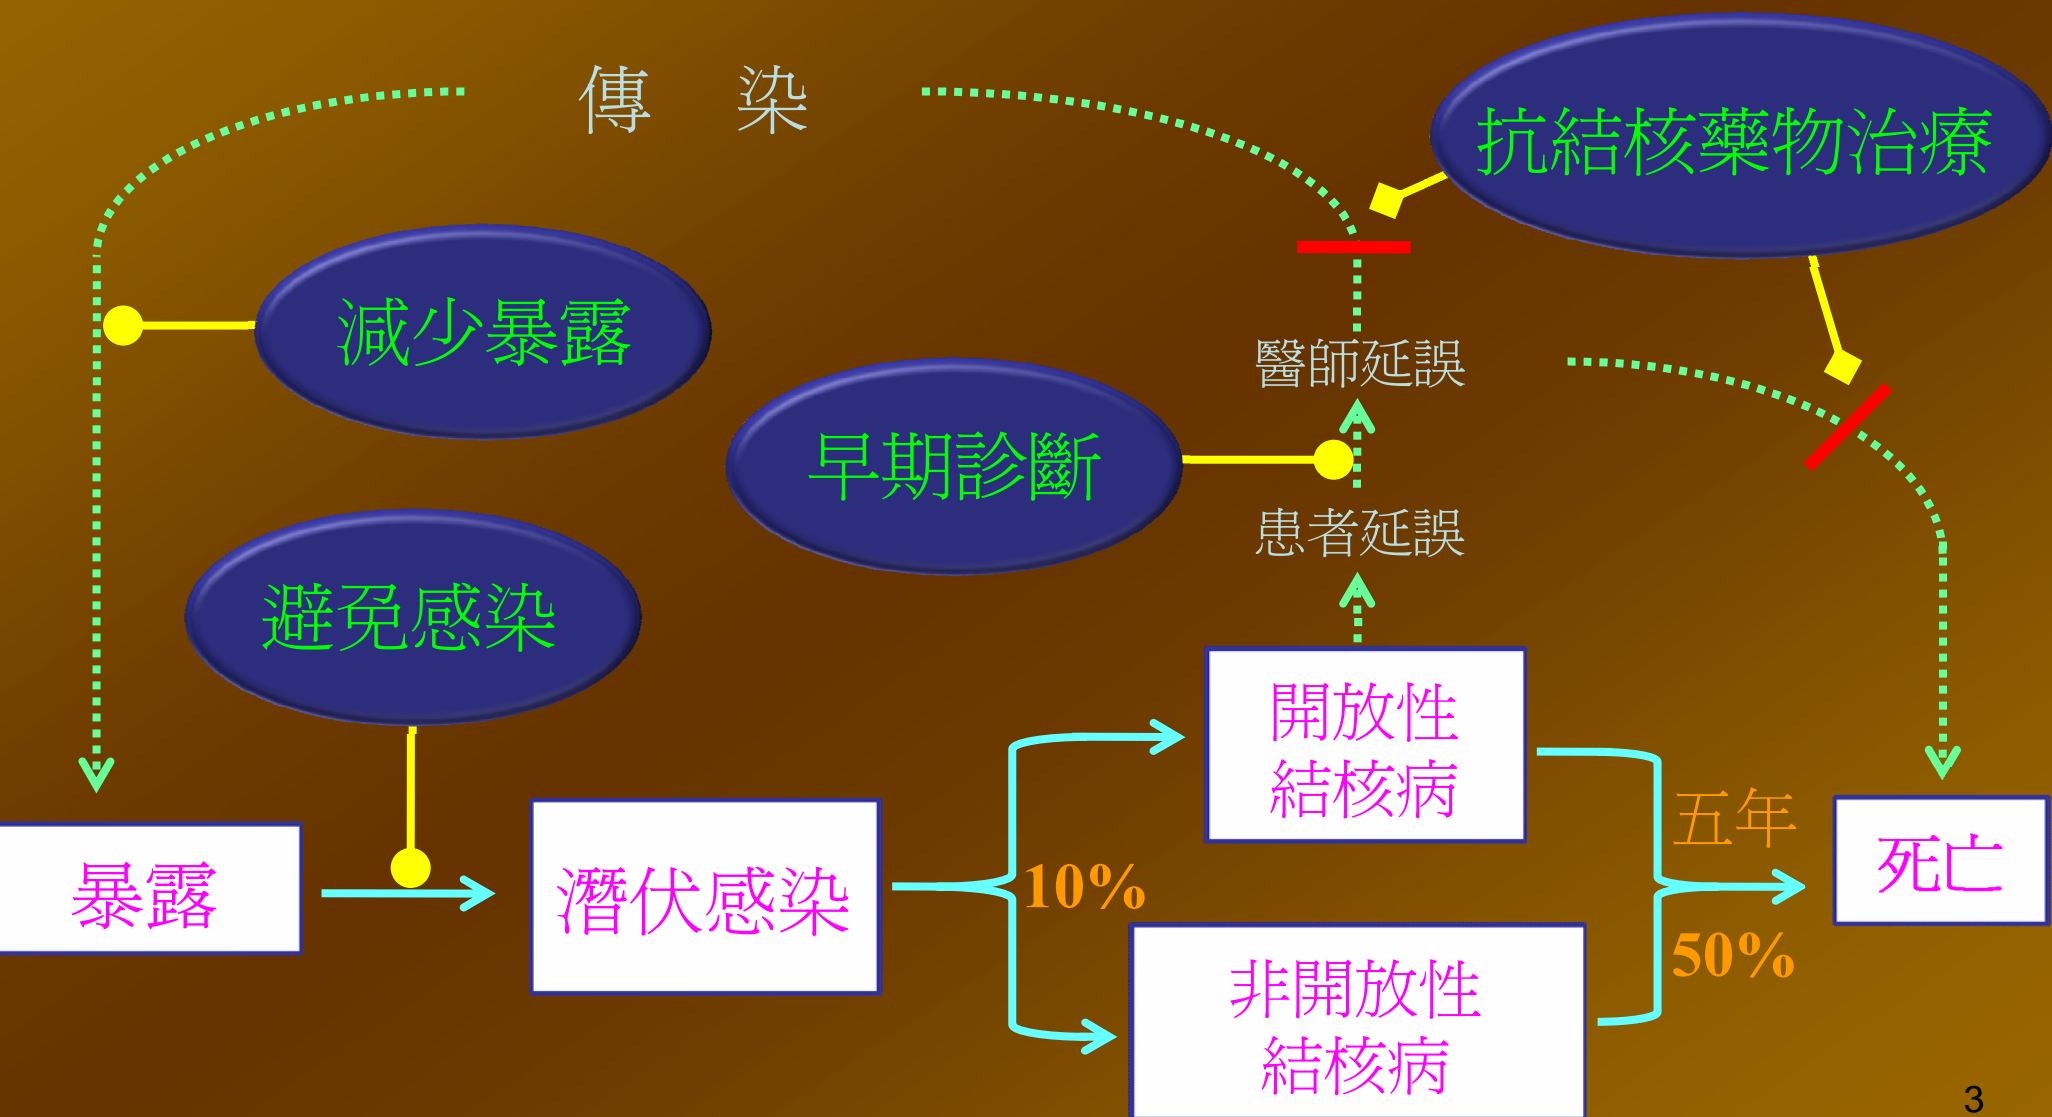 傳 染
抗結核藥物治療
減少暴露
醫師延誤
早期診斷
患者延誤
避免感染
開放性
結核病
五年
死亡
暴露
潛伏感染
10%
50%
非開放性
結核病
3